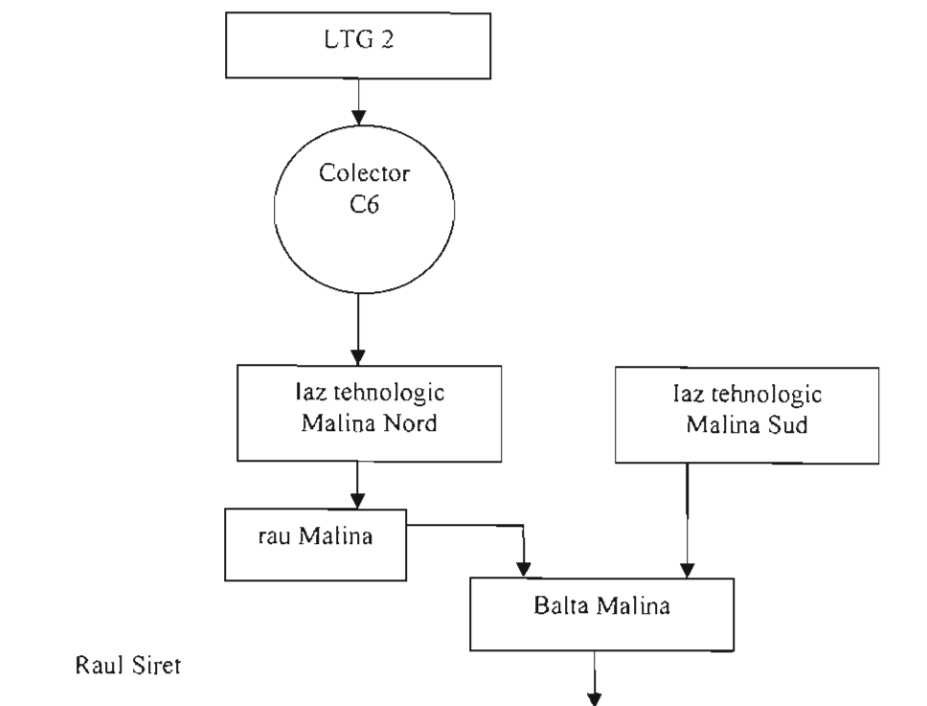 LTG 2
Colector
C6
Iaz tehnologic
Malina Nord
Iaz tehnologic
Malina Sud
rau Malina
Balta Malina
Raul Siret